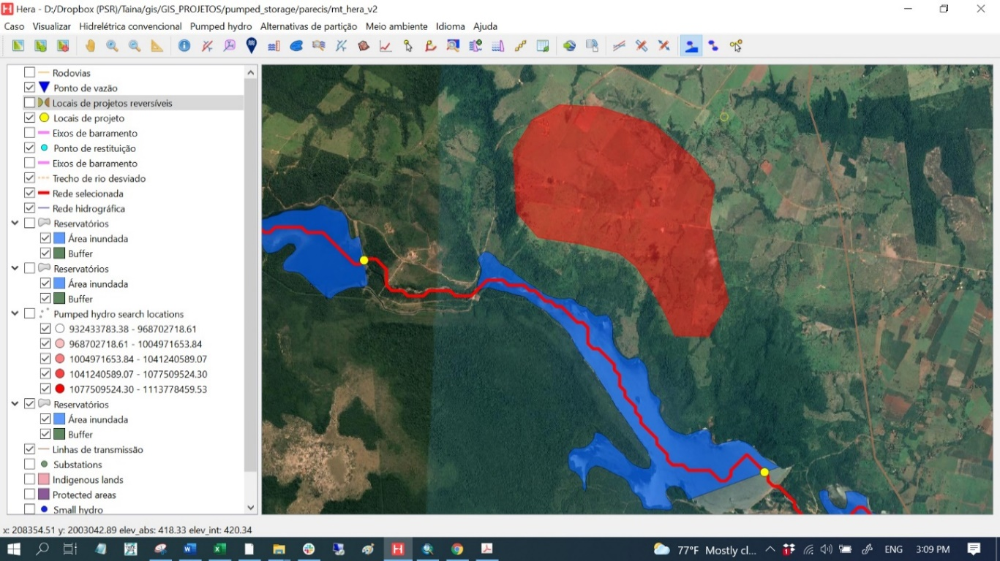 Hera - D:/Dropbox (PSR)/Taina/gis/GIS_PROJETOS/pumped_storage/parecis/mt_hera_v2
Caso Visualizar Hidrelétrica convencional Pumped hydro Alternativas de partição Meio ambiente Idioma Ajuda
Rodovias
Ponto de vazão
Locais de projetos reversíveis
Locais de projeto
Eixos de barramento
Ponto de restituição
Eixos de barramento
Trecho de rio desviado
Rede selecionada
Rede hidrográfica
Reservatórios
Área inundada
Buffer
Reservatórios
Área inundada
Buffer
Pumped hydro search locations
932433783.38 - 968702718.61
968702718.61 - 1004971653.84
1004971653.84 - 1041240589.07
1041240589.07 - 1077509524.30
1077509524.30 - 1113778459.53
Reservatórios
Área inundada
Buffer
Linhas de transmissão
Substations
Indigenous lands
Protected areas
Small hydro
x: 208354.51 y: 2003042.89 elev_abs: 418.33 elev_int: 420.34
77°F Mostly cl... ENG 3:09 PM